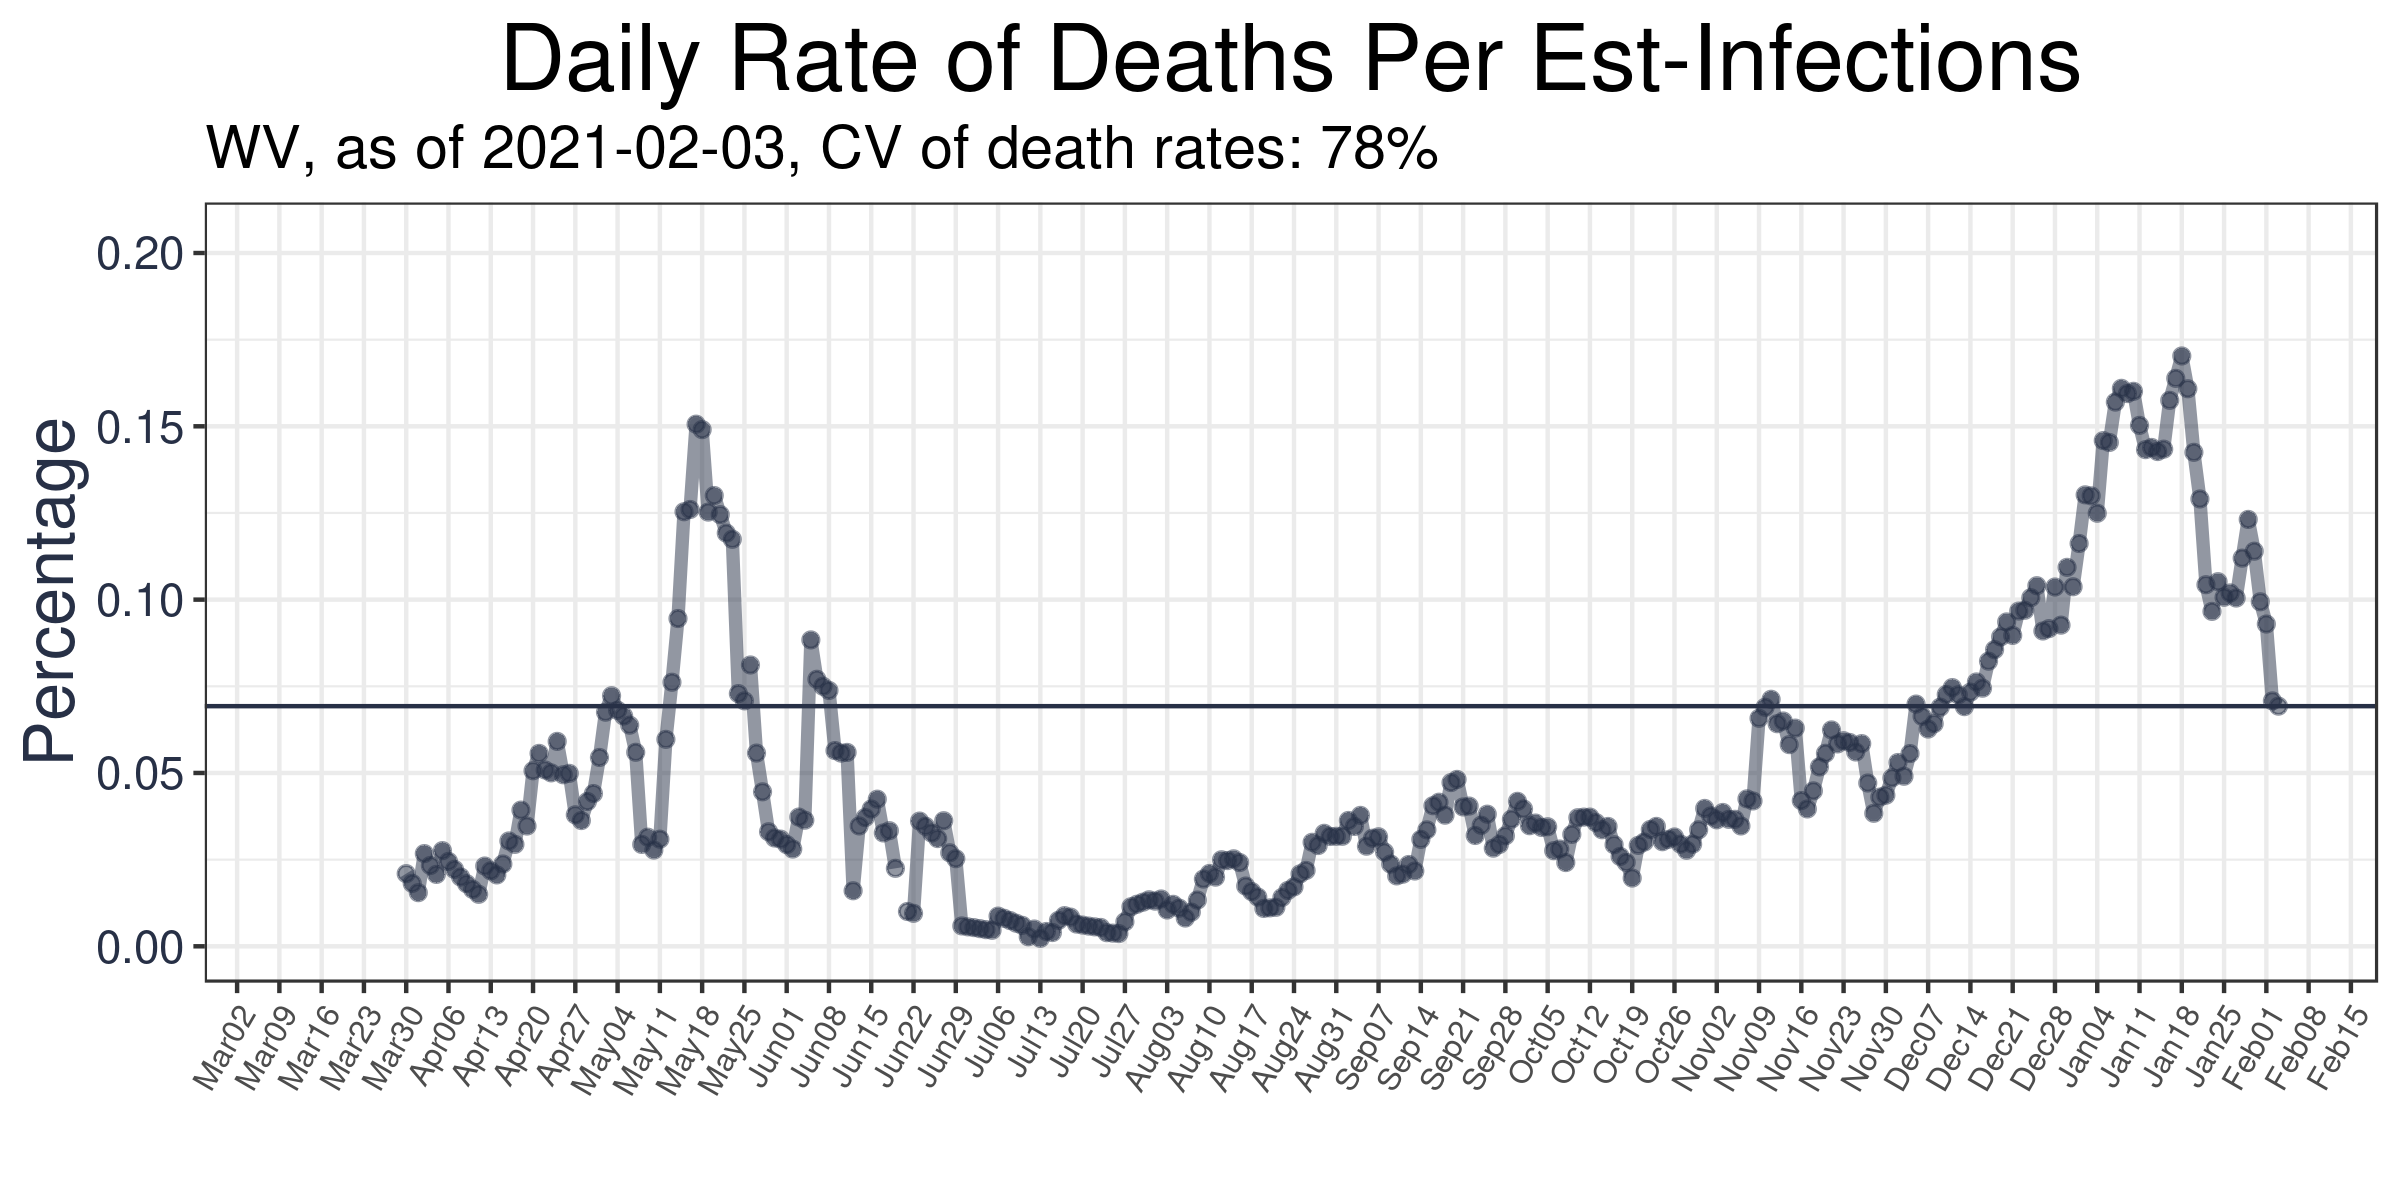 Daily Rate of Deaths Per Est-Infections
WV, as of 2021-02-03, CV of death rates: 78%
Percentage
0.20
0.15
0.10
0.05
0.00
Mar02 Mar09 Mar16 Mar23 Mar30 Apr06 Apr13 Apr20 Apr27 May04 May11 May18 May25 Jun01 Jun08 Jun15 Jun22 Jun29 Jul06 Jul13 Jul20 Jul27 Aug03 Aug10 Aug17 Aug24 Aug31 Sep07 Sep14 Sep21 Sep28 Oct05 Oct12 Oct19 Oct26 Nov02 Nov09 Nov16 Nov23 Nov30 Dec07 Dec14 Dec21 Dec28 Jan04 Jan11 Jan18 Jan25 Feb01 Feb08 Feb15